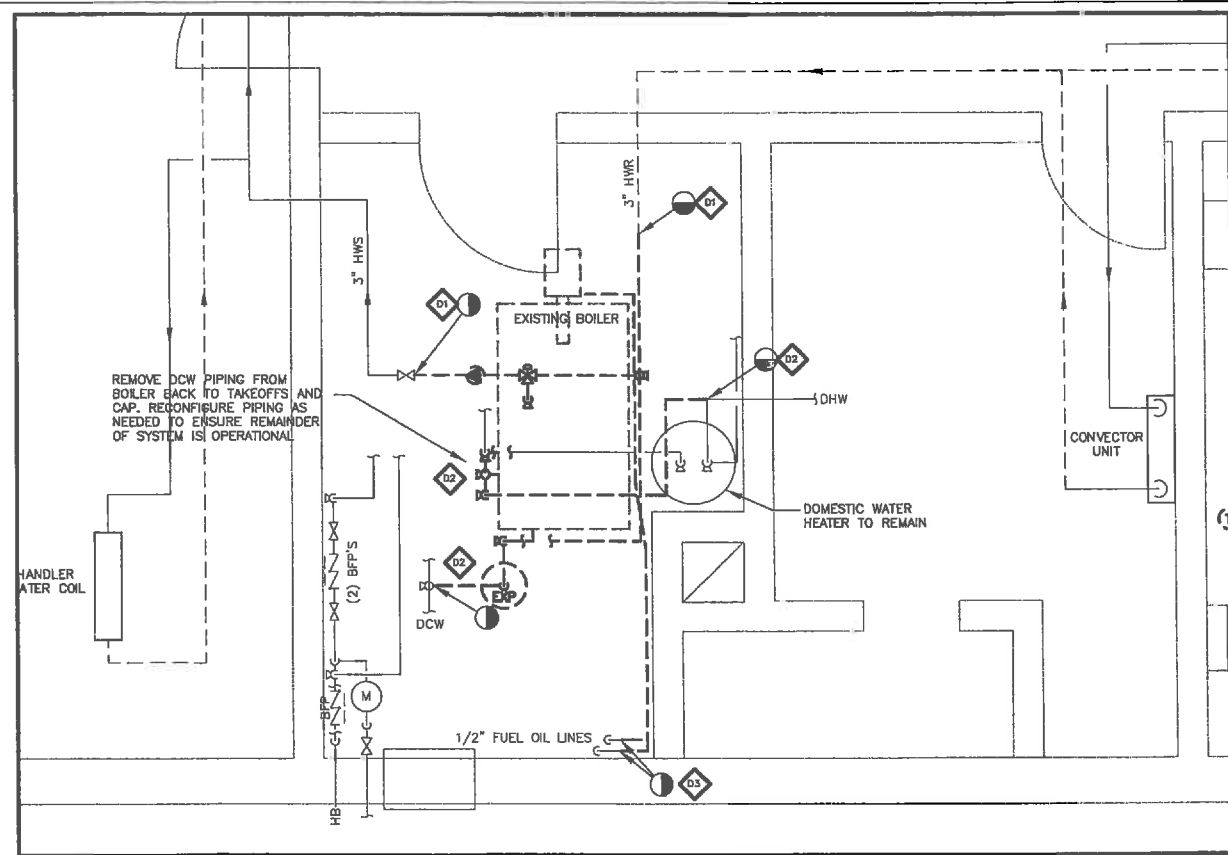 3" HWR
D1
3" HWS
D1
EXISTING BOILER
REMOVE DCW PIPING FROM
BOILER BACK TO TAKEOFFS AND
CAP. RECONFIGURE PIPING AS
NEEDED TO ENSURE REMAINDER
OF SYSTEM IS OPERATIONAL
D2
DHW
CONVECTOR
UNIT
D2
DOMESTIC WATER
HEATER TO REMAIN
HANDLER
ATER COIL
(2) BFP'S
D2
EXP
DCW
BFP
M
1/2" FUEL OIL LINES
D3
HB